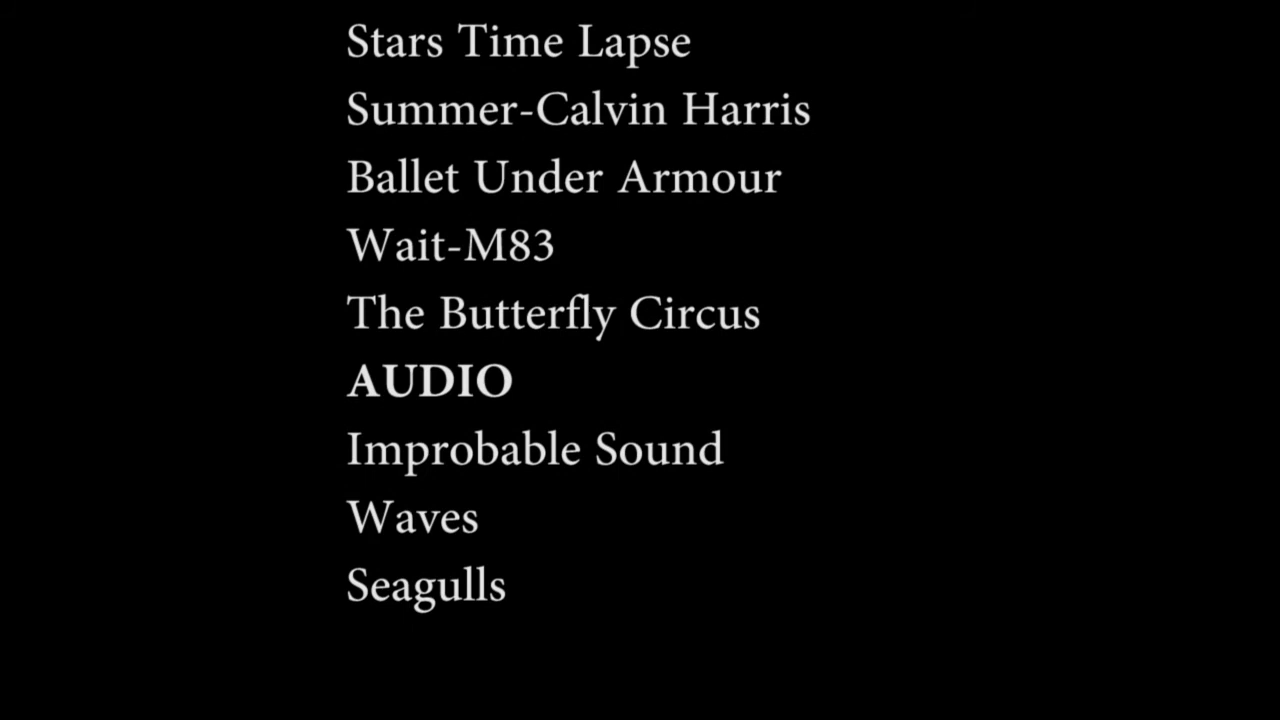 Stars Time Lapse
Summer-Calvin Harris
Ballet Under Armour
Wait-M83
The Butterfly Circus
AUDIO
Improbable Sound
Waves
Seagulls